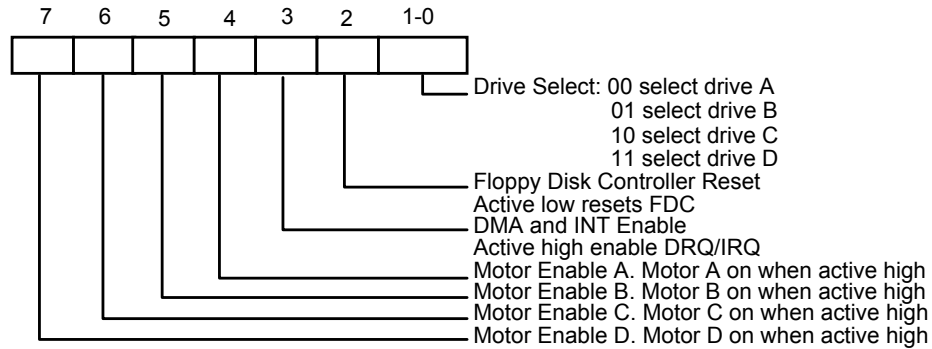 7 6 5 4 3 2 1-0
Drive Select: 00 select drive A
01 select drive B
10 select drive C
11 select drive D
Floppy Disk Controller Reset
Active low resets FDC
DMA and INT Enable
Active high enable DRQ/IRQ
Motor Enable A. Motor A on when active high
Motor Enable B. Motor B on when active high
Motor Enable C. Motor C on when active high
Motor Enable D. Motor D on when active high